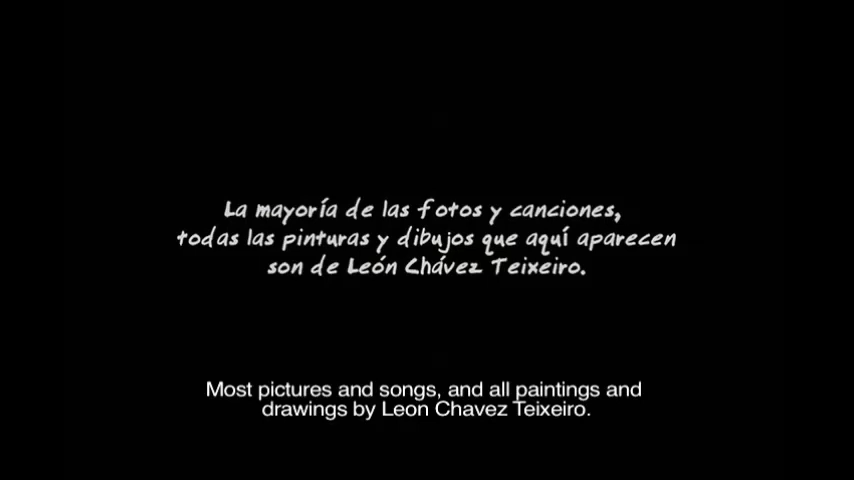 La mayoría de las fotos y canciones,
todas las pinturas y dibujos que aquí aparecen
son de León Chávez Teixeiro.
Most pictures and songs, and all paintings and
drawings by Leon Chavez Teixeiro.